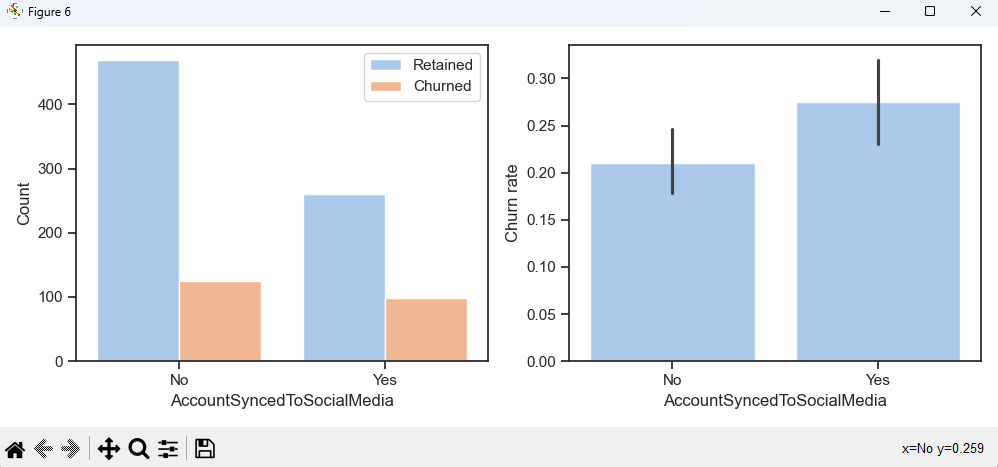 Figure 6
Retained
Churned
400
300
200
100
0
Count
No Yes
AccountSyncedToSocialMedia
0.30
0.25
0.20
0.15
0.10
0.05
0.00
Churn rate
No Yes
AccountSyncedToSocialMedia
x=No y=0.259